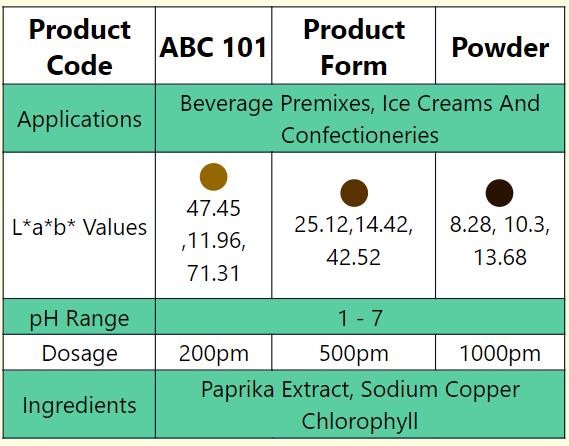 Product Code ABC 101 Product Form Powder
Applications Beverage Premixes, Ice Creams And Confectioneries
L*a*b* Values 47.45 ,11.96, 71.31 25.12,14.42, 42.52 8.28, 10.3, 13.68
pH Range 1 - 7
Dosage 200pm 500pm 1000pm
Ingredients Paprika Extract, Sodium Copper Chlorophyll